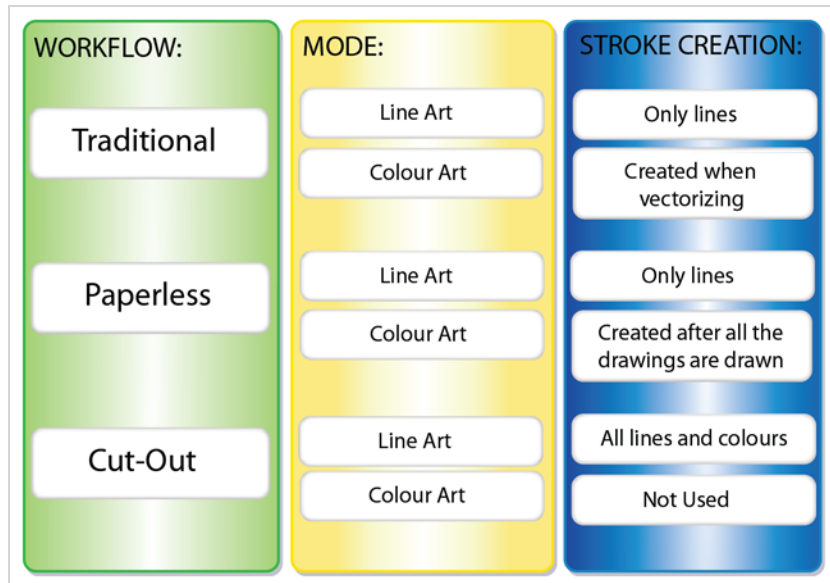 WORKFLOW:
MODE:
STROKE CREATION:
Traditional
Line Art
Only lines
Colour Art
Created when
vectorizing
Paperless
Line Art
Only lines
Colour Art
Created after all the
drawings are drawn
Cut-Out
Line Art
All lines and colours
Colour Art
Not Used